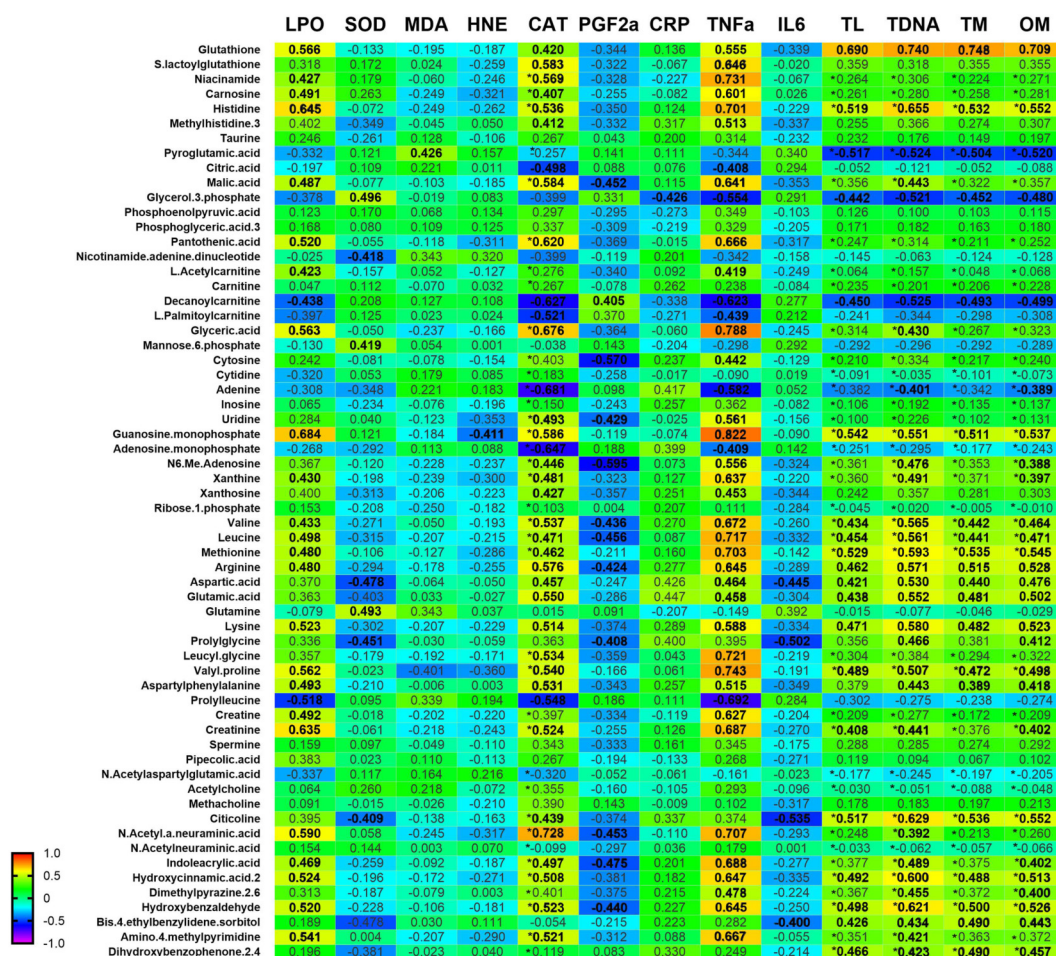 LPO SOD MDA HNE CAT PGF2a CRP TNFa IL6 TL TDNA TM OM
Glutathione 0.566 -0.133 -0.195 -0.187 0.420 -0.344 0.136 0.555 -0.339 0.690 0.740 0.748 0.709
S.lactoylglutathione 0.318 0.172 0.024 -0.259 0.583 -0.322 -0.067 0.646 -0.020 0.359 0.318 0.355 0.355
Niacinamide 0.427 0.179 -0.060 -0.246 *0.569 -0.328 -0.227 0.731 -0.067 *0.264 *0.306 *0.224 *0.271
Carnosine 0.491 0.263 -0.249 -0.321 *0.407 -0.255 -0.082 0.601 0.026 *0.261 *0.280 *0.258 *0.281
Histidine 0.645 -0.072 -0.249 -0.262 *0.536 -0.350 0.124 0.701 -0.229 *0.519 *0.655 *0.532 *0.552
Methylhistidine.3 0.402 -0.349 -0.045 0.050 0.412 -0.332 0.317 0.513 -0.337 0.255 0.366 0.274 0.307
Taurine 0.246 -0.261 0.128 -0.106 0.267 0.043 0.200 0.314 -0.232 0.232 0.176 0.149 0.197
Pyroglutamic.acid -0.332 0.121 0.426 0.157 *-0.257 0.141 0.111 -0.344 0.340 *-0.517 *-0.524 *-0.504 *-0.520
Citric.acid -0.197 0.109 0.221 0.011 -0.498 0.088 0.076 -0.408 0.294 -0.052 -0.121 -0.052 -0.088
Malic.acid 0.487 -0.077 -0.103 -0.185 *0.584 -0.452 0.115 0.641 -0.353 *0.356 *0.443 *0.322 *0.357
Glycerol.3.phosphate -0.378 0.496 -0.019 0.083 -0.399 0.331 -0.426 -0.554 0.291 -0.442 -0.521 -0.452 -0.480
Phosphoenolpyruvic.acid 0.123 0.170 0.068 0.134 0.297 -0.295 -0.273 0.349 -0.103 0.126 0.100 0.103 0.115
Phosphoglyceric.acid.3 0.168 0.080 0.109 0.125 0.337 -0.309 -0.219 0.329 -0.205 0.171 0.182 0.163 0.180
Pantothenic.acid 0.520 -0.055 -0.118 -0.311 *0.620 -0.369 -0.015 0.666 -0.317 *0.247 *0.314 *0.211 *0.252
Nicotinamide.adenine.dinucleotide -0.025 -0.418 0.343 0.320 -0.399 -0.119 0.201 -0.342 -0.158 -0.145 -0.063 -0.124 -0.128
L.Acetylcarnitine 0.423 -0.157 0.052 -0.127 *0.276 -0.340 0.092 0.419 -0.249 *0.064 *0.157 *0.048 *0.068
Carnitine 0.047 0.112 -0.070 0.032 *0.267 -0.078 0.262 0.238 -0.084 *0.235 *0.201 *0.206 *0.228
Decanoylcarnitine -0.438 0.208 0.127 0.108 -0.627 0.405 -0.338 -0.623 0.277 -0.450 -0.525 -0.493 -0.499
L.Palmitoylcarnitine -0.397 0.125 0.023 0.024 -0.521 0.370 -0.271 -0.439 0.212 -0.241 -0.344 -0.298 -0.308
Glyceric.acid 0.563 -0.050 -0.237 -0.166 *0.676 -0.364 -0.060 0.788 -0.245 *0.314 *0.430 *0.267 *0.323
Mannose.6.phosphate -0.130 0.419 0.054 0.001 -0.038 0.143 -0.204 -0.298 0.292 -0.292 -0.296 -0.292 -0.289
Cytosine 0.242 -0.081 -0.078 -0.154 *0.403 -0.570 0.237 0.442 -0.129 *0.210 *0.334 *0.217 *0.240
Cytidine -0.320 0.053 0.179 0.085 *0.183 -0.258 -0.017 -0.090 0.019 *-0.091 *-0.035 *-0.101 *-0.073
Adenine -0.308 -0.348 0.221 0.183 *-0.681 0.098 0.417 -0.582 0.052 *-0.382 *-0.401 *-0.342 *-0.389
Inosine 0.065 -0.234 -0.076 -0.196 *0.150 -0.243 0.257 0.362 -0.082 *0.106 *0.192 *0.135 *0.137
Uridine 0.284 0.040 -0.123 -0.353 *0.493 -0.429 -0.025 0.561 -0.156 *0.100 *0.226 *0.102 *0.131
Guanosine.monophosphate 0.684 0.121 -0.184 -0.411 *0.586 -0.119 -0.074 0.822 -0.090 *0.542 *0.551 *0.511 *0.537
Adenosine.monophosphate -0.268 -0.292 0.113 0.088 *-0.647 0.188 0.399 -0.409 0.142 *-0.251 *-0.295 *-0.177 *-0.243
N6.Me.Adenosine 0.367 -0.120 -0.228 -0.237 *0.446 -0.595 0.073 0.556 -0.324 *0.361 *0.476 *0.353 *0.388
Xanthine 0.430 -0.198 -0.239 -0.300 *0.481 -0.323 0.127 0.637 -0.220 *0.360 *0.491 *0.371 *0.397
Xanthosine 0.400 -0.313 -0.206 -0.223 0.427 -0.357 0.251 0.453 -0.344 0.242 0.357 0.281 0.303
Ribose.1.phosphate 0.153 -0.208 -0.250 -0.182 *0.103 0.004 0.207 0.111 -0.284 *-0.045 *0.020 *-0.005 *-0.010
Valine 0.433 -0.271 -0.050 -0.193 *0.537 -0.436 0.270 0.672 -0.260 *0.434 *0.565 *0.442 *0.464
Leucine 0.498 -0.315 -0.207 -0.215 *0.471 -0.456 0.087 0.717 -0.332 *0.454 *0.561 *0.441 *0.471
Methionine 0.480 -0.106 -0.127 -0.286 *0.462 -0.211 0.160 0.703 -0.142 *0.529 *0.593 *0.535 *0.545
Arginine 0.480 -0.294 -0.178 -0.255 0.576 -0.424 0.277 0.645 -0.289 0.462 0.571 0.515 0.528
Aspartic.acid 0.370 -0.478 -0.064 -0.050 0.457 -0.247 0.426 0.464 -0.445 0.421 0.530 0.440 0.476
Glutamic.acid 0.363 -0.403 0.033 -0.027 0.550 -0.286 0.447 0.458 -0.304 0.438 0.552 0.481 0.502
Glutamine -0.079 0.493 0.343 0.037 0.015 0.091 -0.207 -0.149 0.392 -0.015 -0.077 -0.046 -0.029
Lysine 0.523 -0.302 -0.207 -0.229 0.514 -0.374 0.289 0.588 -0.334 0.471 0.580 0.482 0.523
Prolylglycine 0.336 -0.451 -0.030 -0.059 0.363 -0.408 0.400 0.395 -0.502 0.356 0.466 0.381 0.412
Leucyl.glycine 0.357 -0.179 -0.192 -0.171 *0.534 -0.359 0.043 0.721 -0.219 *0.304 *0.384 *0.294 *0.322
Valyl.proline 0.562 -0.023 -0.401 -0.360 *0.540 -0.166 0.061 0.743 -0.191 *0.489 *0.507 *0.472 *0.498
Aspartylphenylalanine 0.493 -0.210 -0.006 0.003 0.531 -0.343 0.257 0.515 -0.349 0.379 0.443 0.389 0.418
Prolylleucine -0.518 0.095 0.339 0.194 -0.548 0.186 0.111 -0.692 0.284 -0.302 -0.275 -0.238 -0.274
Creatine 0.492 -0.018 -0.202 -0.220 *0.397 -0.334 -0.119 0.627 -0.204 *0.209 *0.277 *0.172 *0.209
Creatinine 0.635 -0.061 -0.218 -0.243 *0.524 -0.255 0.126 0.687 -0.270 *0.408 *0.441 *0.376 *0.402
Spermine 0.159 0.097 -0.049 -0.110 0.343 -0.333 0.161 0.345 -0.175 0.288 0.285 0.274 0.292
Pipecolic.acid 0.383 0.023 0.110 -0.113 0.267 -0.194 -0.133 0.268 -0.271 0.119 0.094 0.067 0.102
N.Acetylaspartylglutamic.acid -0.337 0.117 0.164 0.216 *-0.320 -0.052 -0.061 -0.161 -0.023 *-0.177 *-0.245 *-0.197 *-0.205
Acetylcholine 0.064 0.260 0.218 -0.072 *0.355 -0.160 -0.105 0.293 -0.096 *-0.030 *-0.051 *-0.088 *-0.048
Methacholine 0.091 -0.015 -0.026 -0.210 0.390 0.143 -0.009 0.102 -0.317 0.178 0.183 0.197 0.213
Citicoline 0.395 -0.409 -0.138 -0.163 *0.439 -0.374 0.337 0.374 -0.535 *0.517 *0.629 *0.536 *0.552
N.Acetyl.a.neuraminic.acid 0.590 0.058 -0.245 -0.317 *0.728 -0.453 -0.110 0.707 -0.293 *0.248 *0.392 *0.213 *0.260
N.Acetylneuraminic.acid 0.154 0.144 0.003 0.070 *-0.099 -0.297 0.036 0.179 0.001 *-0.033 *-0.062 *-0.057 *-0.066
Indoleacrylic.acid 0.469 -0.259 -0.092 -0.187 *0.497 -0.475 0.201 0.688 -0.277 *0.377 *0.489 *0.375 *0.402
Hydroxycinnamic.acid.2 0.524 -0.196 -0.172 -0.271 *0.508 -0.381 0.182 0.647 -0.335 *0.492 *0.600 *0.488 *0.513
Dimethylpyrazine.2.6 0.313 -0.187 -0.079 0.003 *0.401 -0.375 0.215 0.478 -0.224 *0.367 *0.455 *0.372 *0.400
Hydroxybenzaldehyde 0.520 -0.228 -0.106 -0.181 *0.523 -0.440 0.227 0.645 -0.250 *0.498 *0.621 *0.500 *0.526
Bis.4.ethylbenzylidene.sorbitol 0.189 -0.478 0.030 0.111 -0.054 -0.215 0.223 0.282 -0.400 0.426 0.434 0.490 0.443
Amino.4.methylpyrimidine 0.541 0.004 -0.207 -0.290 *0.521 -0.312 0.088 0.667 -0.055 *0.351 *0.421 *0.363 *0.372
Dihydroxybenzophenone.2.4 0.196 -0.381 -0.023 0.040 *0.119 0.083 0.330 0.249 -0.214 *0.466 *0.423 *0.490 *0.457
1.0
0.5
0
-0.5
-1.0